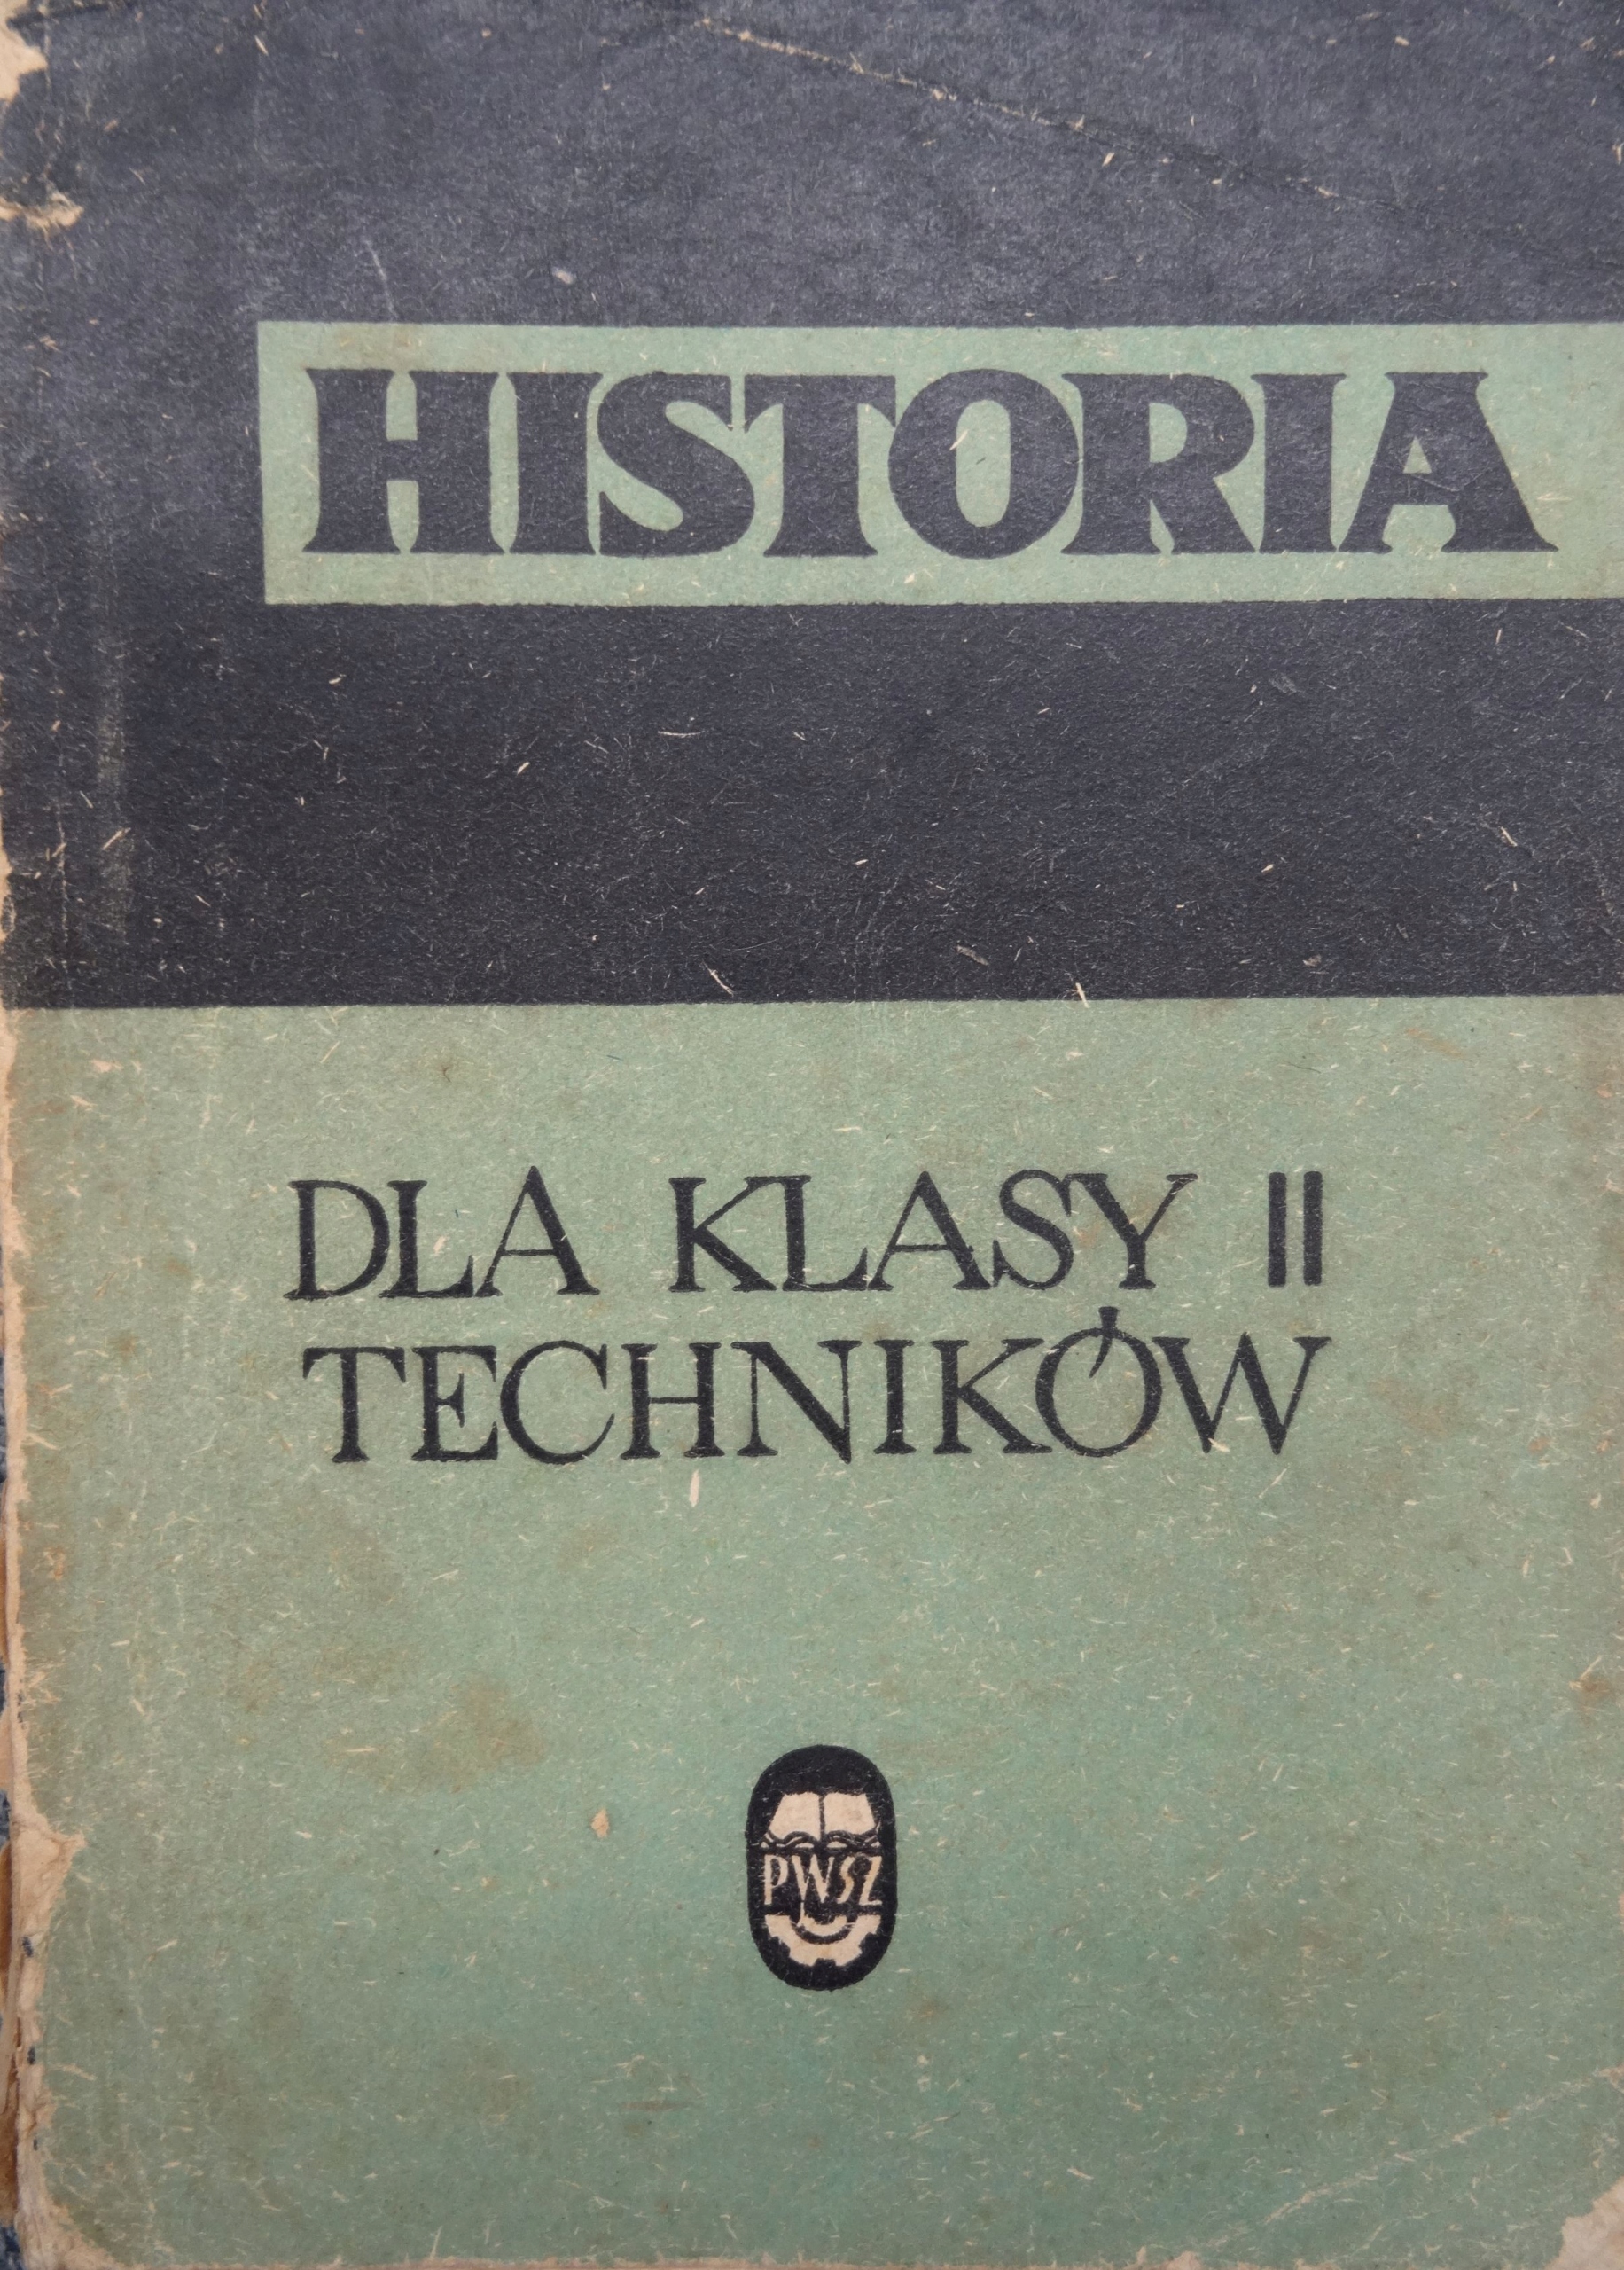 HISTORIA
DLA KLASY II
TECHNIKÓW
PWSZ